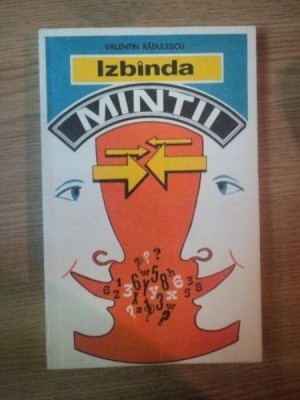 VALENTIN RĂDULESCU
Izbînda
MINȚII